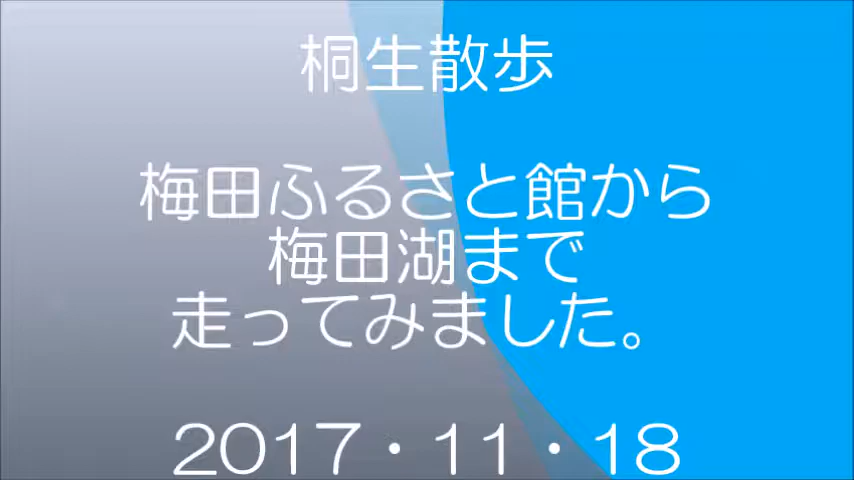 桐生散歩
梅田ふるさと館から
梅田湖まで
走ってみました。
2017・11・18